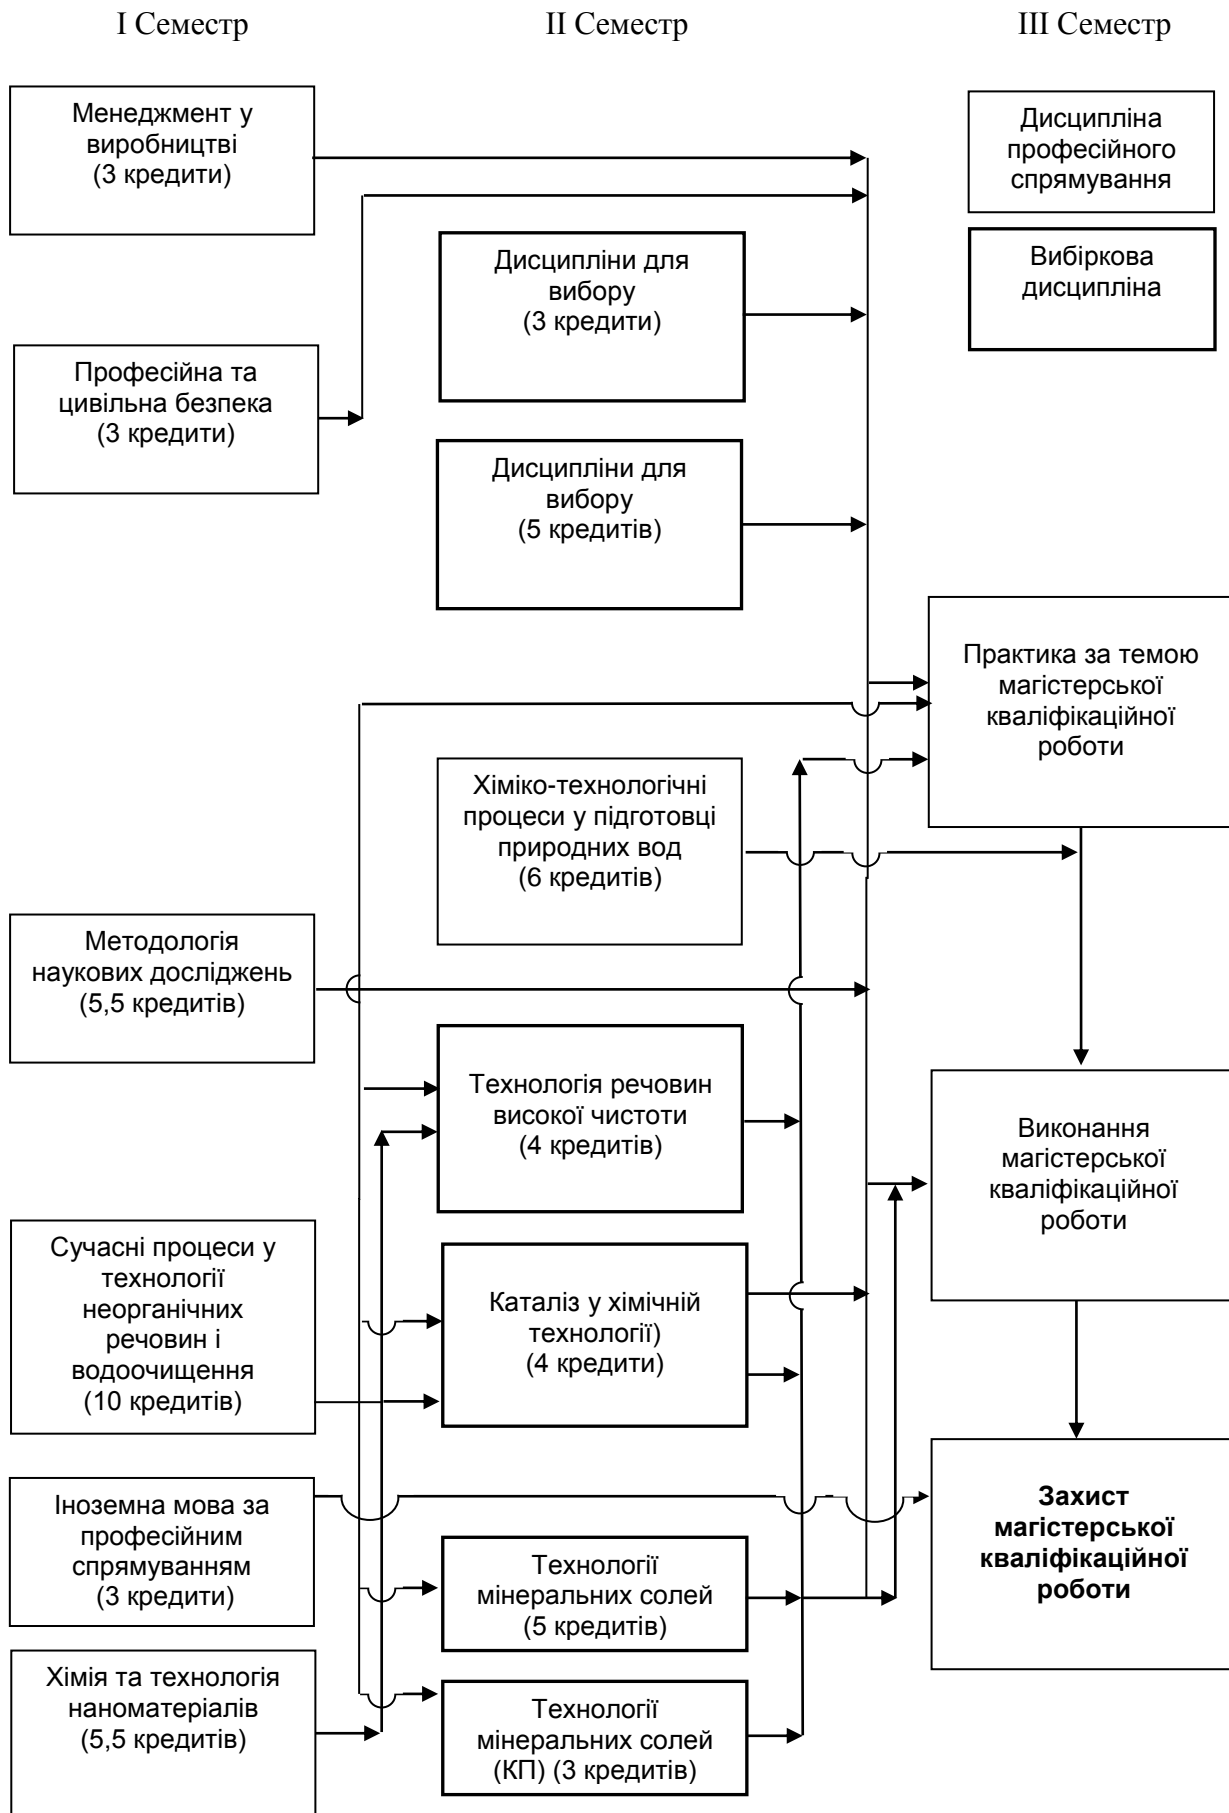 I Семестр
II Семестр
III Семестр
Менеджмент у
виробництві
(3 кредити)
Професійна та
цивільна безпека
(3 кредити)
Методологія
наукових досліджень
(5,5 кредитів)
Сучасні процеси у
технології
неорганічних
речовин і
водоочищення
(10 кредитів)
Іноземна мова за
професійним
спрямуванням
(3 кредити)
Хімія та технологія
наноматеріалів
(5,5 кредитів)
Дисципліни для
вибору
(3 кредити)
Дисципліни для
вибору
(5 кредитів)
Хіміко-технологічні
процеси у підготовці
природних вод
(6 кредитів)
Технологія речовин
високої чистоти
(4 кредитів)
Каталіз у хімічній
технології)
(4 кредити)
Технології
мінеральних солей
(5 кредитів)
Технології
мінеральних солей
(КП) (3 кредитів)
Дисципліна
професійного
спрямування
Вибіркова
дисципліна
Практика за темою
магістерської
кваліфікаційної
роботи
Виконання
магістерської
кваліфікаційної
роботи
Захист
магістерської
кваліфікаційної
роботи